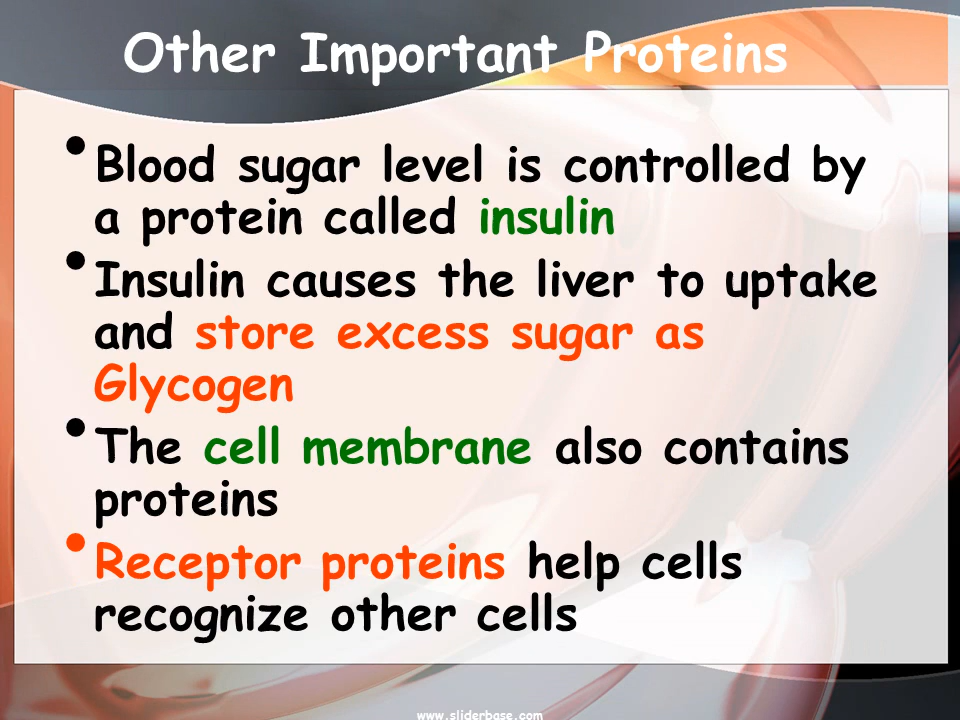 Other Important Proteins
• Blood sugar level is controlled by
a protein called insulin
• Insulin causes the liver to uptake
and store excess sugar as
Glycogen
• The cell membrane also contains
proteins
• Receptor proteins help cells
recognize other cells
www.sliderbase.com